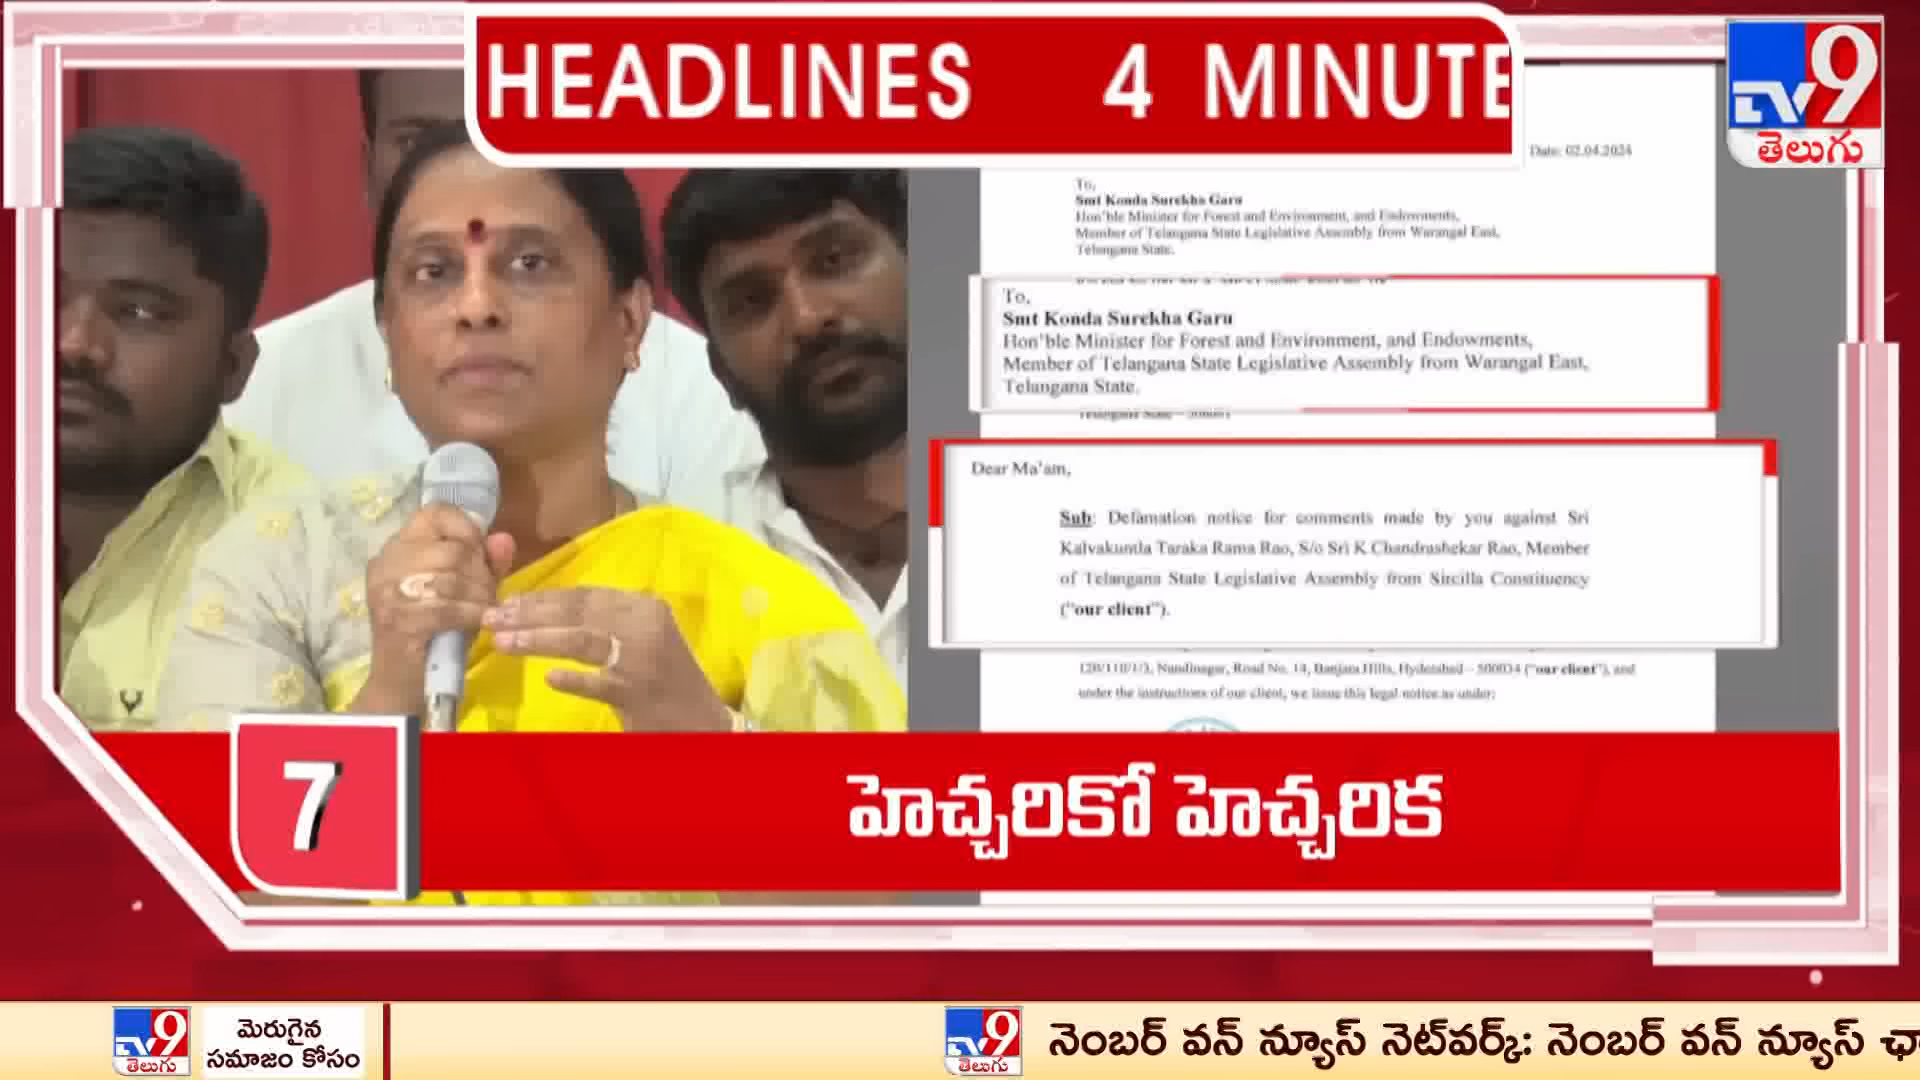 HEADLINES 4 MINUTE
TV9
తెలుగు
Date: 02.04.2024
To,
Smt Konda Surekha Garu
Hon'ble Minister for Forest and Environment, and Endowments,
Member of Telangana State Legislative Assembly from Warangal East,
Telangana State.
To,
Smt Konda Surekha Garu
Hon'ble Minister for Forest and Environment, and Endowments,
Member of Telangana State Legislative Assembly from Warangal East,
Telangana State.
Telangana State – 506001
Dear Ma'am,
Sub: Defamation notice for comments made by you against Sri
Kalvakuntla Taraka Rama Rao, S/o Sri K Chandrashekar Rao, Member
of Telangana State Legislative Assembly from Sircilla Constituency
("our client").
Nandinagar, Road No. 14, Banjara Hills, Hyderabad – 500034 ("our client"), and
under the instructions of our client, we issue this legal notice as under:
7
హెచ్చరికో హెచ్చరిక
TV9
తెలుగు
మెరుగైన
సమాజం కోసం
TV9
తెలుగు
నెంబర్ వన్ న్యూస్ నెట్‌వర్క్: నెంబర్ వన్ న్యూస్ ఛా